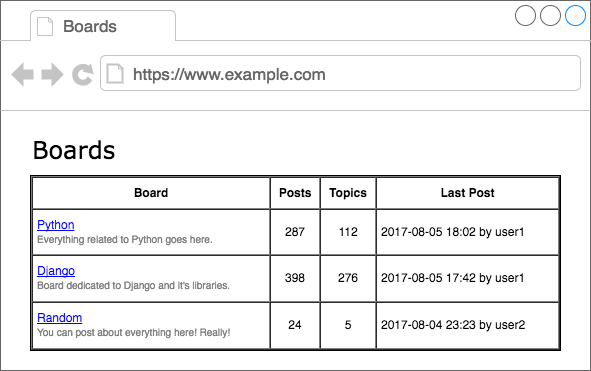 Boards
https://www.example.com
Boards
Board Posts Topics Last Post
Python
Everything related to Python goes here.
287 112 2017-08-05 18:02 by user1
Django
Board dedicated to Django and it's libraries.
398 276 2017-08-05 17:42 by user1
Random
You can post about everything here! Really!
24 5 2017-08-04 23:23 by user2